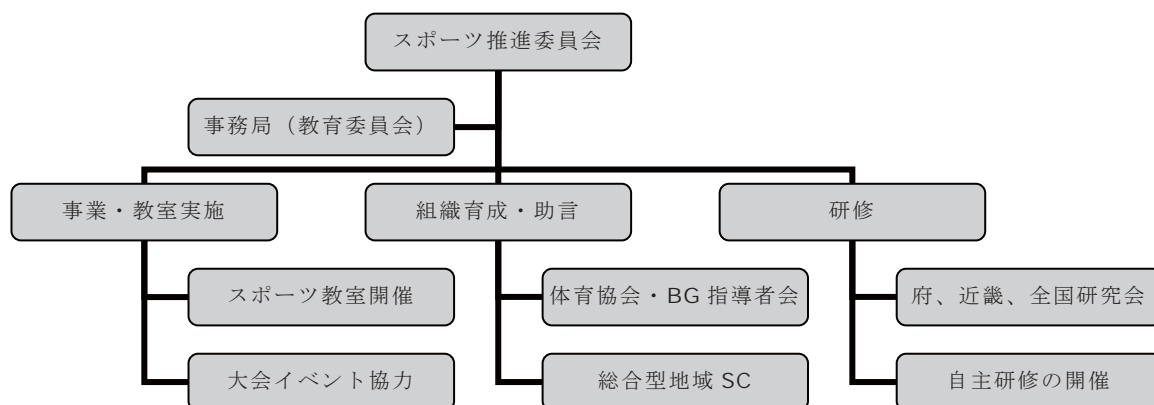 スポーツ推進委員会
事務局（教育委員会）
事業・教室実施
組織育成・助言
研修
スポーツ教室開催
体育協会・BG 指導者会
府、近畿、全国研究会
大会イベント協力
総合型地域 SC
自主研修の開催